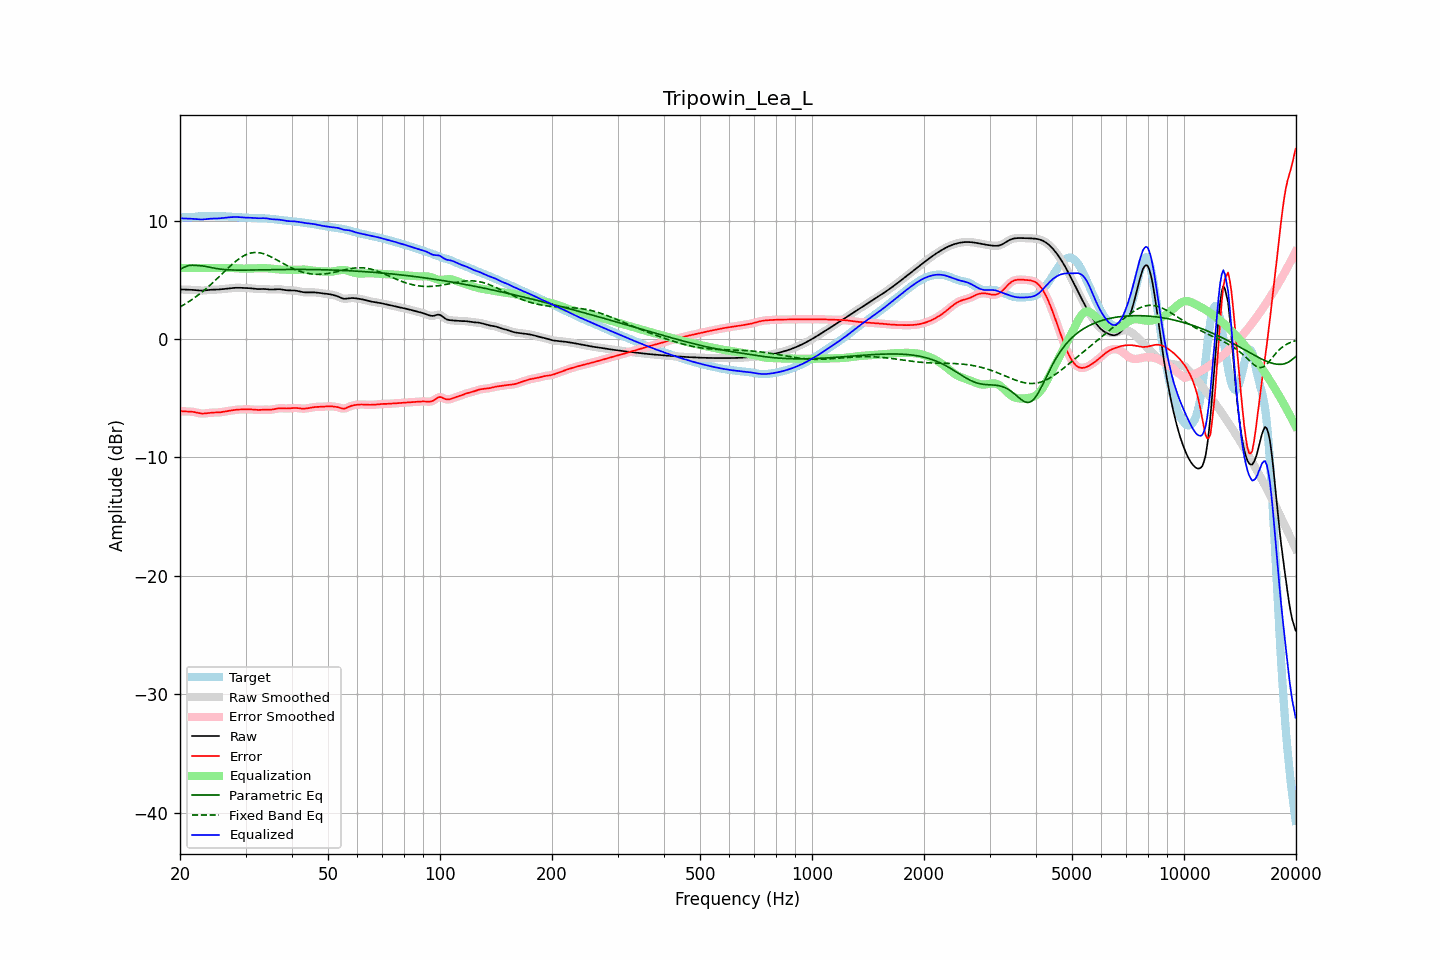 Tripowin_Lea_L
Amplitude (dBr)
10
0
−10
−20
−30
−40
Target
Raw Smoothed
Error Smoothed
Raw
Error
Equalization
Parametric Eq
Fixed Band Eq
Equalized
20 50 100 200 500 1000 2000 5000 10000 20000
Frequency (Hz)